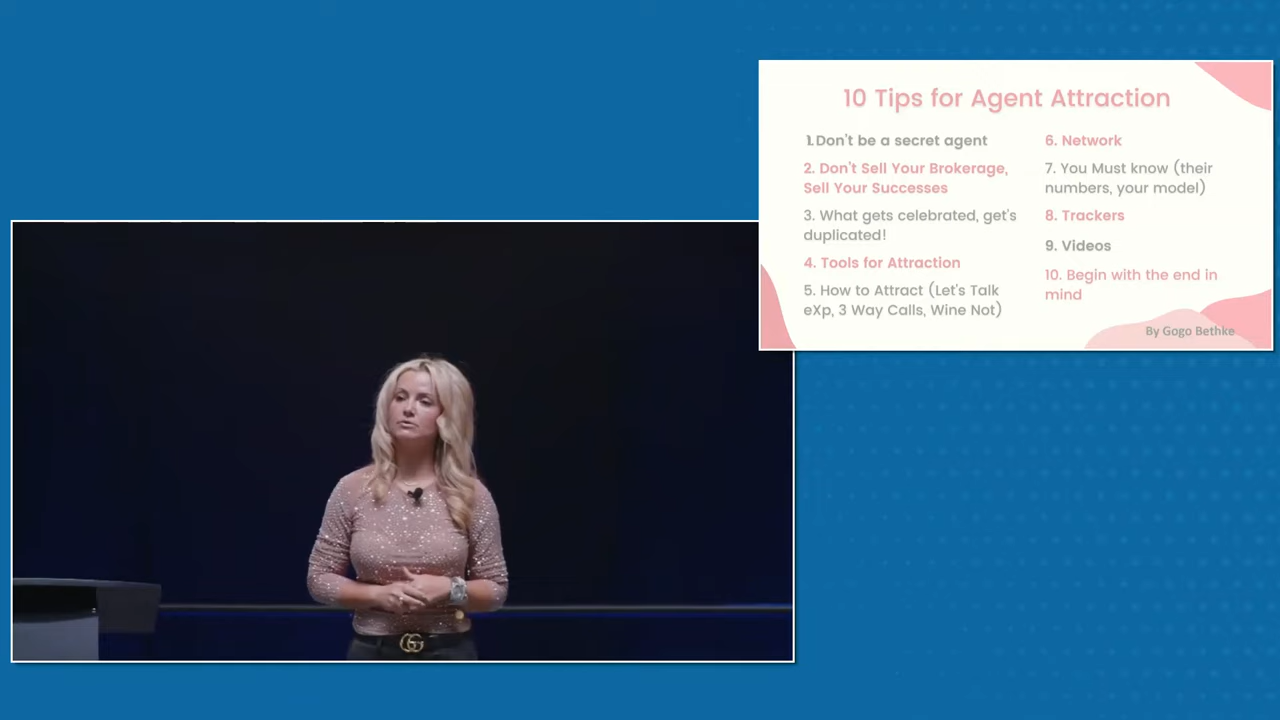 10 Tips for Agent Attraction
1. Don't be a secret agent
2. Don't Sell Your Brokerage,
Sell Your Successes
3. What gets celebrated, get's
duplicated!
4. Tools for Attraction
5. How to Attract (Let's Talk
eXp, 3 Way Calls, Wine Not)
6. Network
7. You Must know (their
numbers, your model)
8. Trackers
9. Videos
10. Begin with the end in
mind
By Gogo Bethke